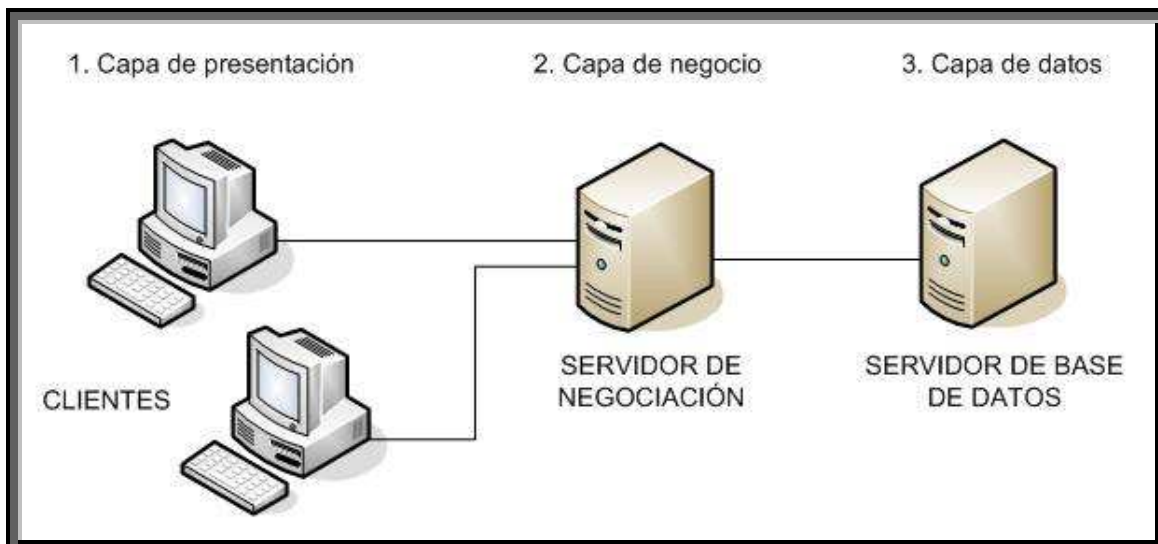 1. Capa de presentación
2. Capa de negocio
3. Capa de datos
CLIENTES
SERVIDOR DE
NEGOCIACIÓN
SERVIDOR DE BASE
DE DATOS